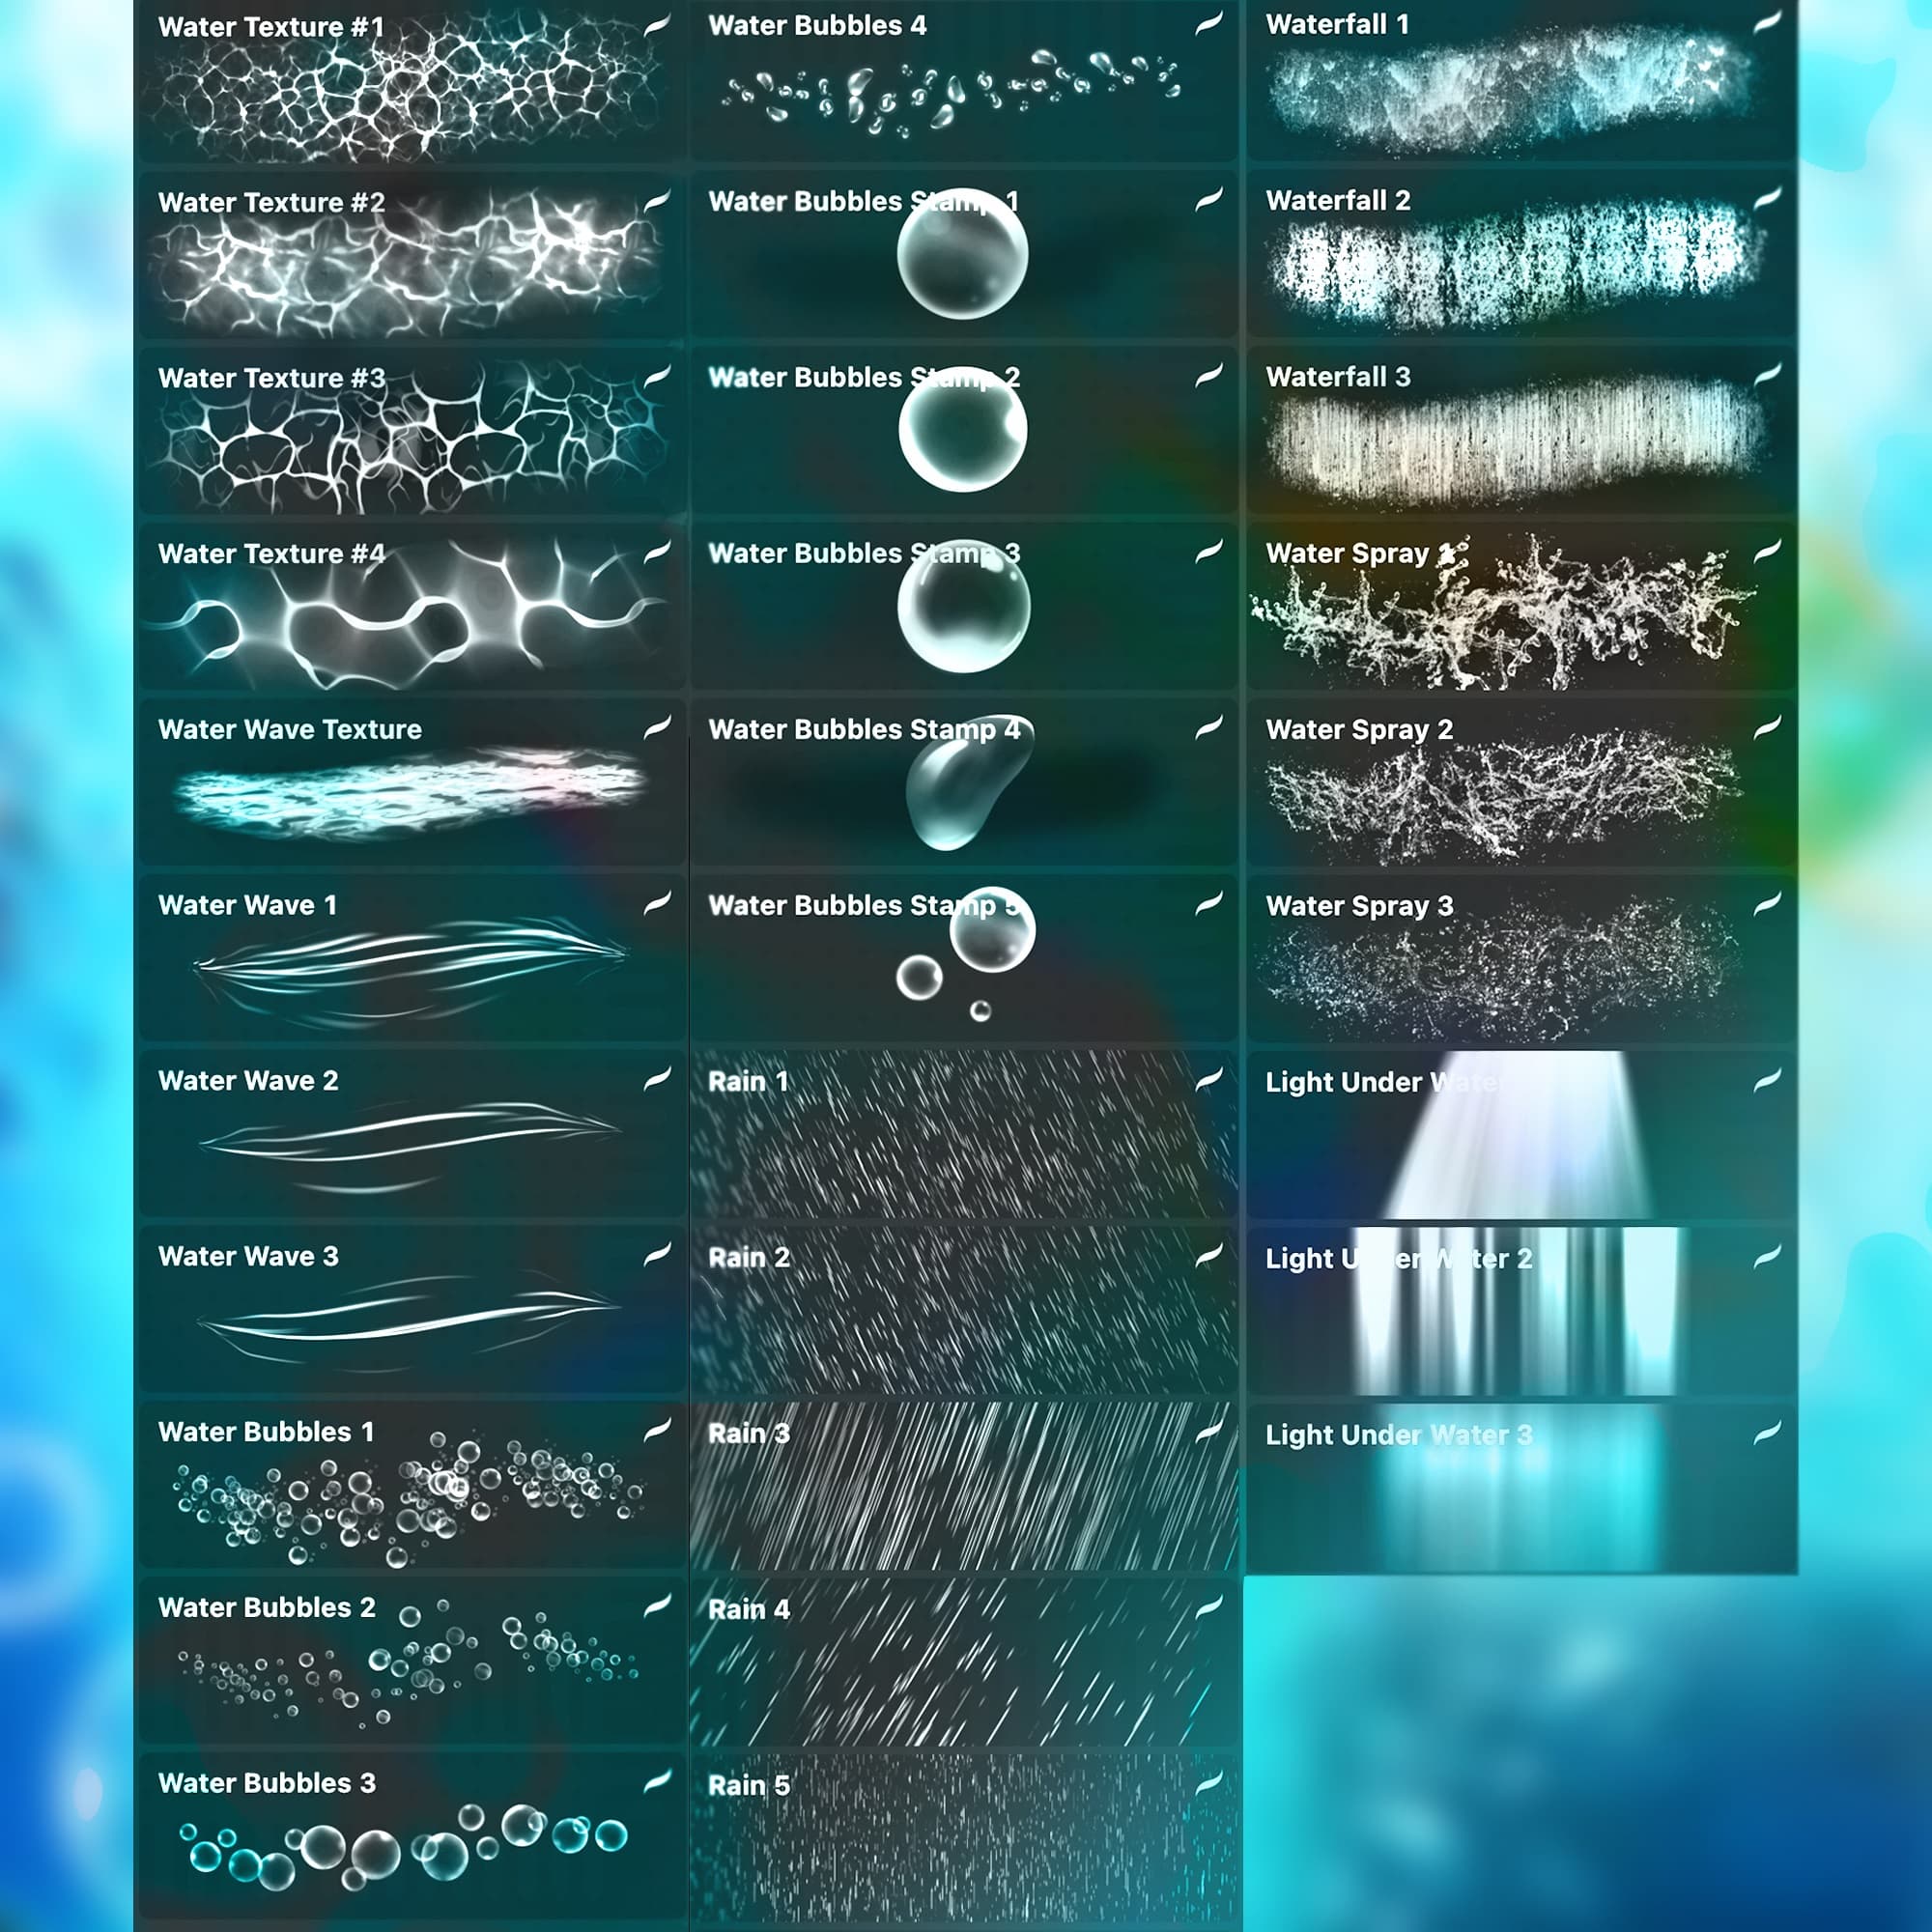 Water Texture #1
Water Texture #2
Water Texture #3
Water Texture #4
Water Wave Texture
Water Wave 1
Water Wave 2
Water Wave 3
Water Bubbles 1
Water Bubbles 2
Water Bubbles 3
Water Bubbles 4
Water Bubbles Stamp 1
Water Bubbles Stamp 2
Water Bubbles Stamp 3
Water Bubbles Stamp 4
Water Bubbles Stamp 5
Rain 1
Rain 2
Rain 3
Rain 4
Rain 5
Waterfall 1
Waterfall 2
Waterfall 3
Water Spray 1
Water Spray 2
Water Spray 3
Light Under Water
Light Under Water 2
Light Under Water 3